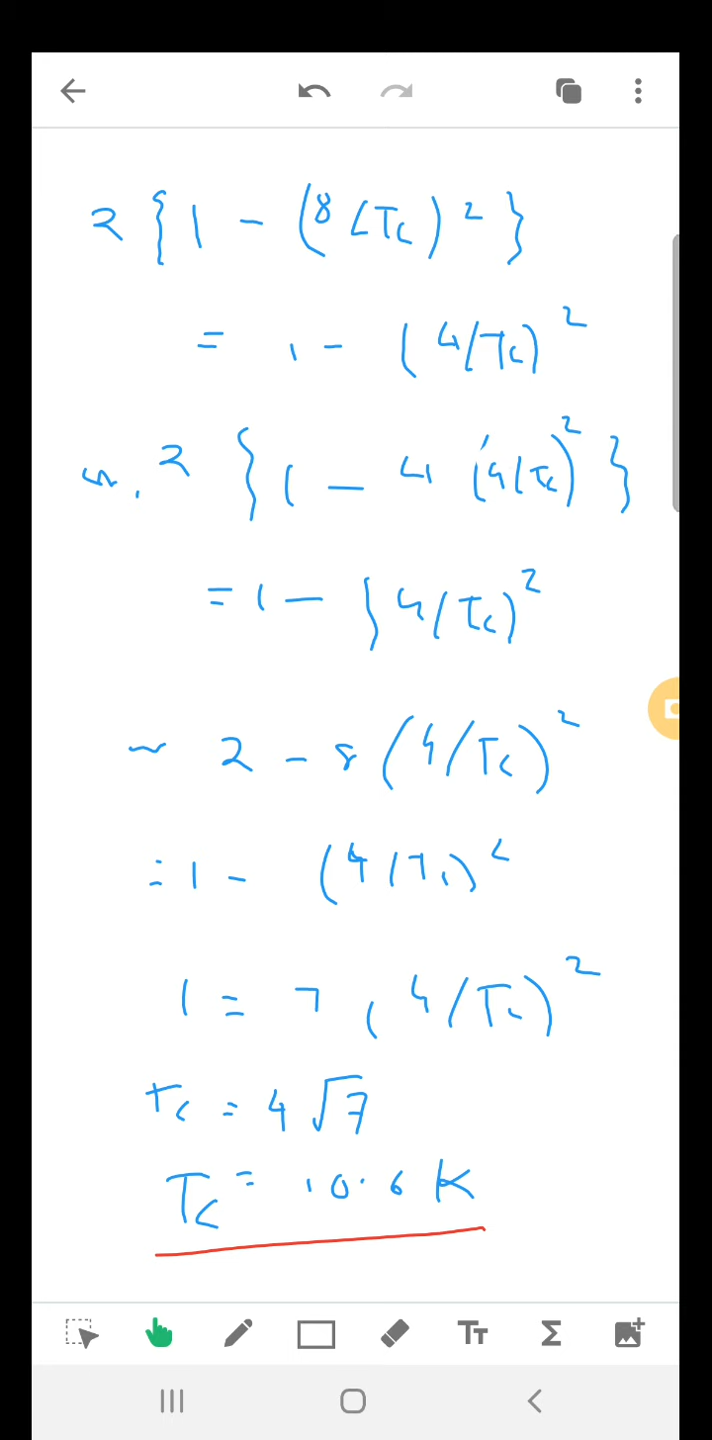 2 { 1 - (8/Tc)² }
= 1 - (4/Tc)²
2 { 1 - 4 (4/Tc)² }
= 1 - {4/Tc)²
~ 2 - 8 (4/Tc)²
= 1 - (4/Tc)²
1 = 7 (4/Tc)²
Tc = 4 √7
Tc = 10.6 K
Tт
Σ